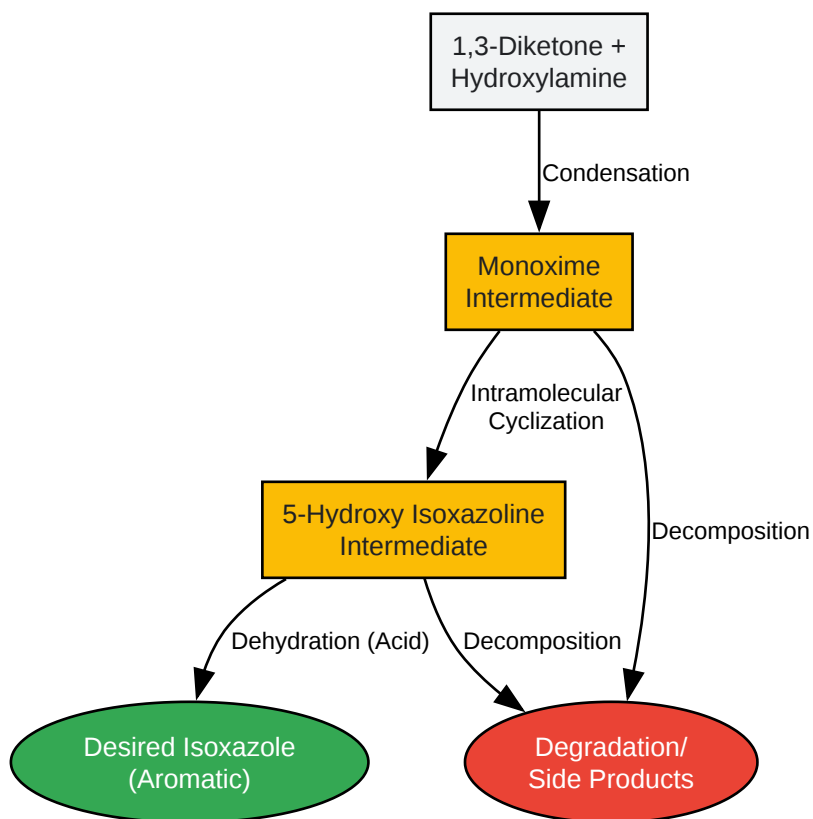 1,3-Diketone +
Hydroxylamine
Condensation
Monoxime
Intermediate
Intramolecular
Cyclization
5-Hydroxy Isoxazoline
Intermediate
Decomposition
Dehydration (Acid)
Decomposition
Desired Isoxazole
(Aromatic)
Degradation/
Side Products